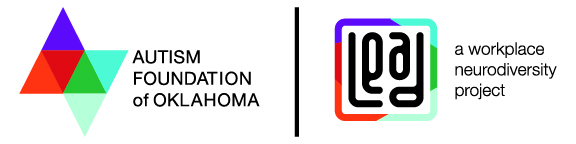 AUTISM
FOUNDATION
of OKLAHOMA
Lead
a workplace
neurodiversity
project